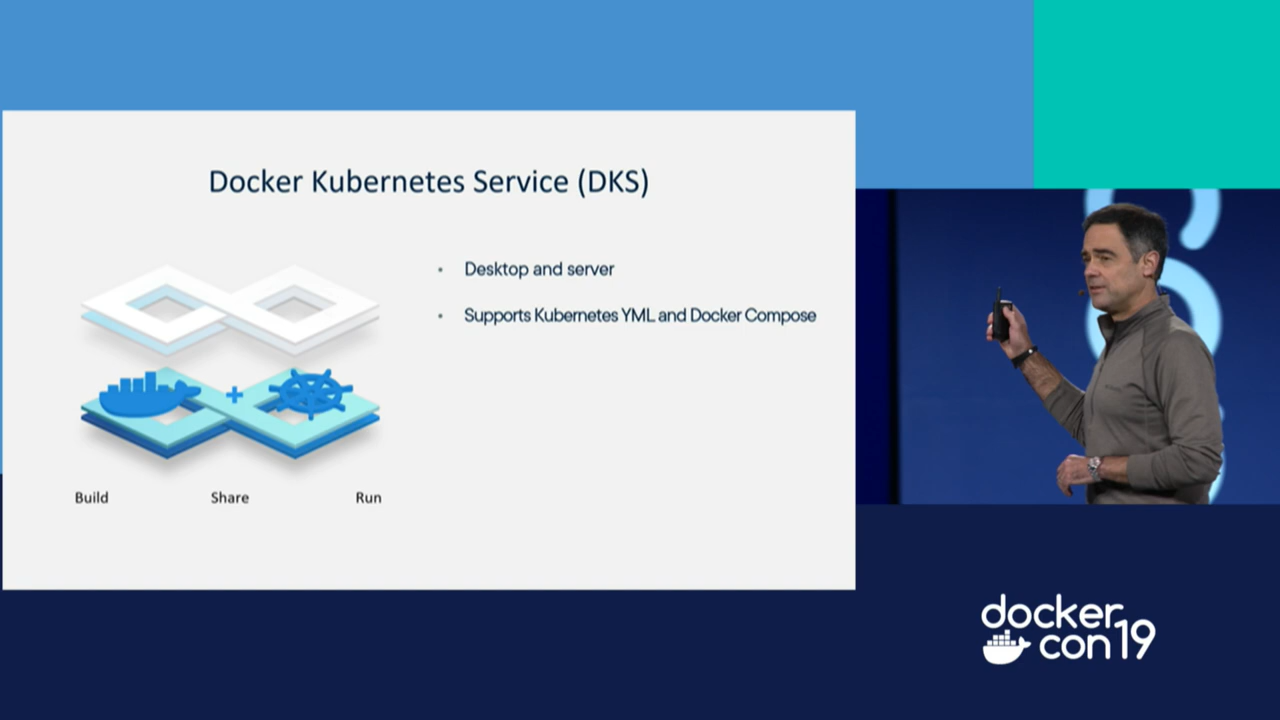 Docker Kubernetes Service (DKS)
• Desktop and server
• Supports Kubernetes YML and Docker Compose
+
Build Share Run
docker
con19